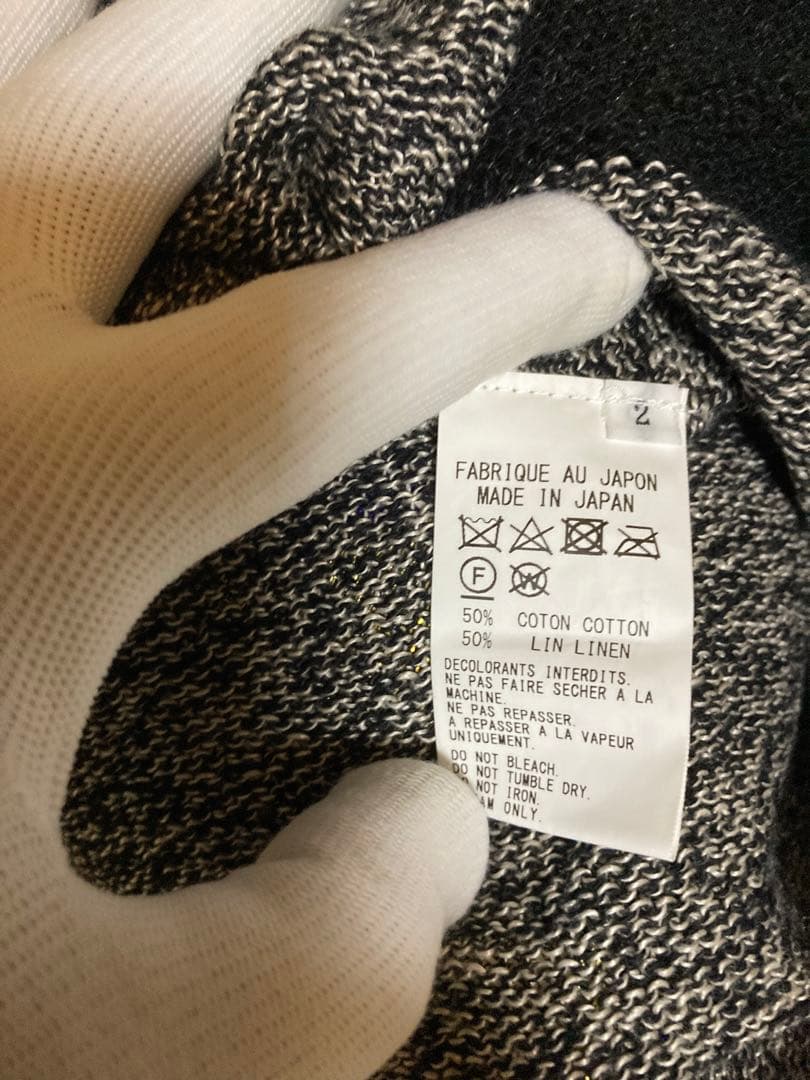 2
FABRIQUE AU JAPON
MADE IN JAPAN
F W
50% COTON COTTON
50% LIN LINEN
DECOLORANTS INTERDITS.
NE PAS FAIRE SECHER A LA
MACHINE.
NE PAS REPASSER.
A REPASSER A LA VAPEUR
UNIQUEMENT.
DO NOT BLEACH.
DO NOT TUMBLE DRY.
NOT IRON.
ONLY.